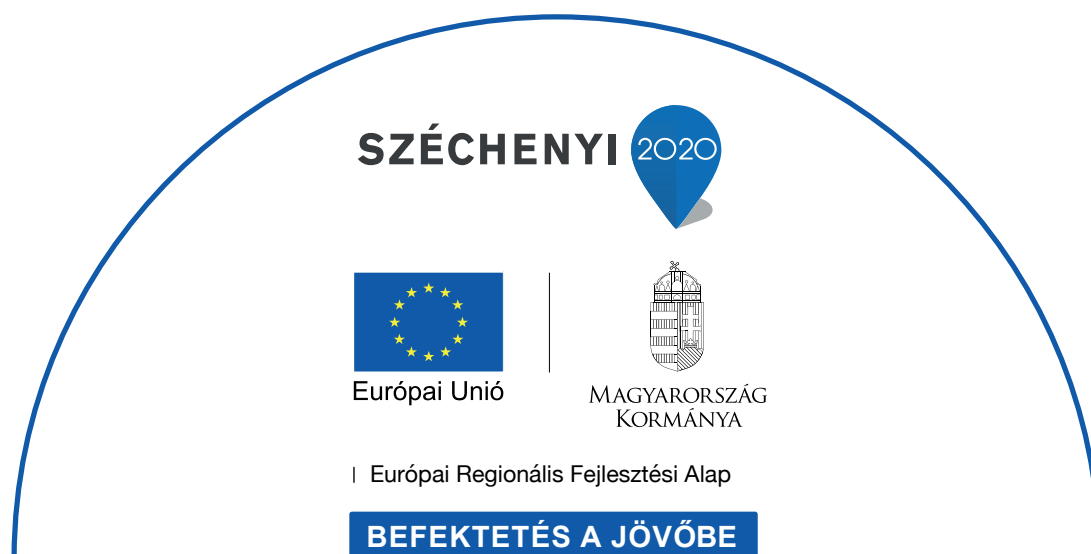 SZÉCHENYI 2020
Európai Unió
MAGYARORSZÁG
KORMÁNYA
| Európai Regionális Fejlesztési Alap
BEFEKTETÉS A JÖVŐBE